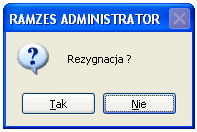 RAMZES ADMINISTRATOR
Rezygnacja ?
Tak
Nie